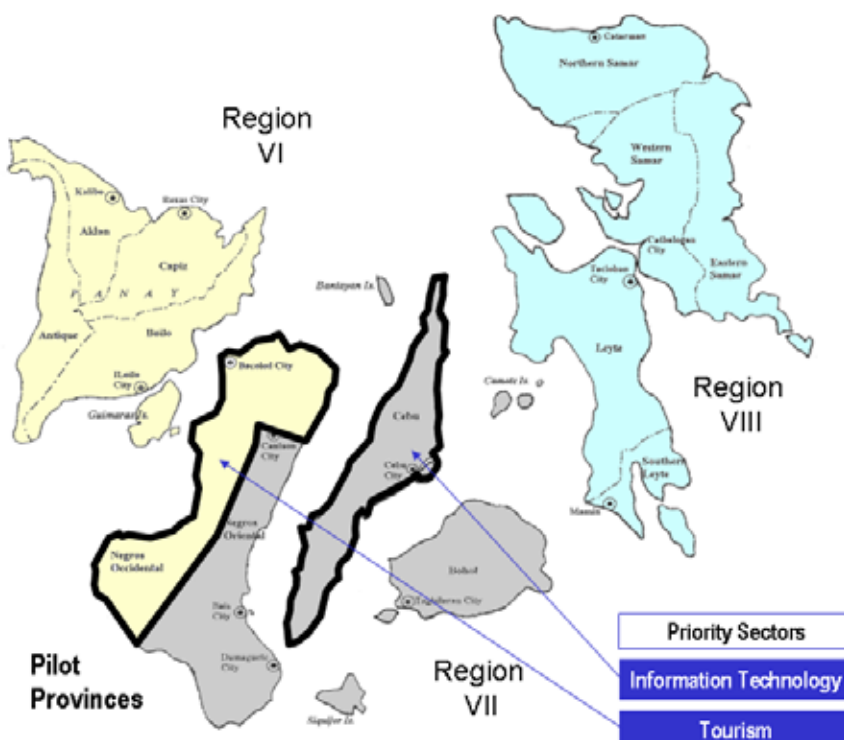 Catarman
Northern Samar
Region
VI
Western
Samar
Kalibo
Roxas City
Aklan
Capiz
Catbalogan
City
Eastern
Samar
Tacloban
City
Bantayan Is.
P A N A Y
Antique
Iloilo
Leyte
Bacolod City
Iloilo
City
Guimaras Is.
Camote Is.
Region
VIII
Cebu
Canlaon
City
Cebu
City
Southern
Leyte
Maasin
Negros
Oriental
Negros
Occidental
Bohol
Tagbilaran City
Bais
City
Dumaguete
City
Pilot
Provinces
Region
VII
Siquijor Is.
Priority Sectors
Information Technology
Tourism